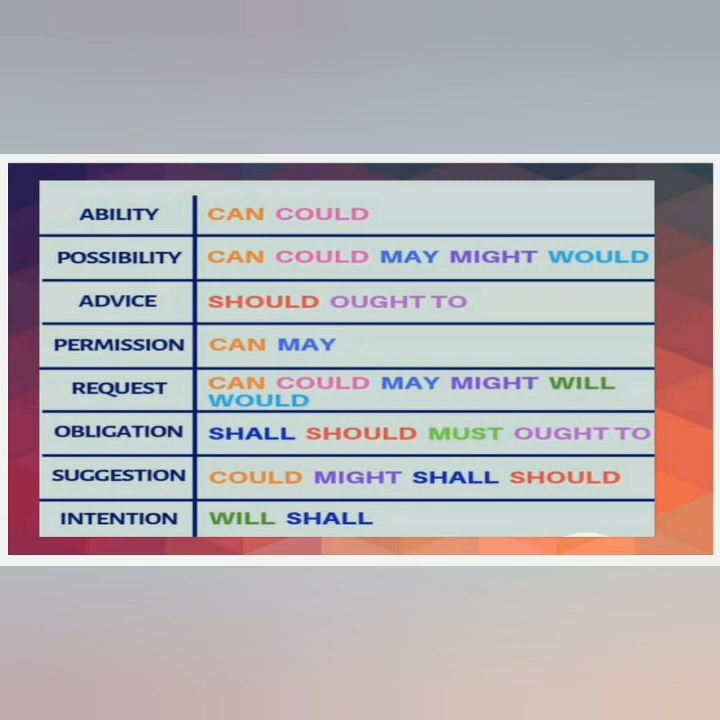 ABILITY CAN COULD
POSSIBILITY CAN COULD MAY MIGHT WOULD
ADVICE SHOULD OUGHT TO
PERMISSION CAN MAY
REQUEST CAN COULD MAY MIGHT WILL
WOULD
OBLIGATION SHALL SHOULD MUST OUGHT TO
SUGGESTION COULD MIGHT SHALL SHOULD
INTENTION WILL SHALL